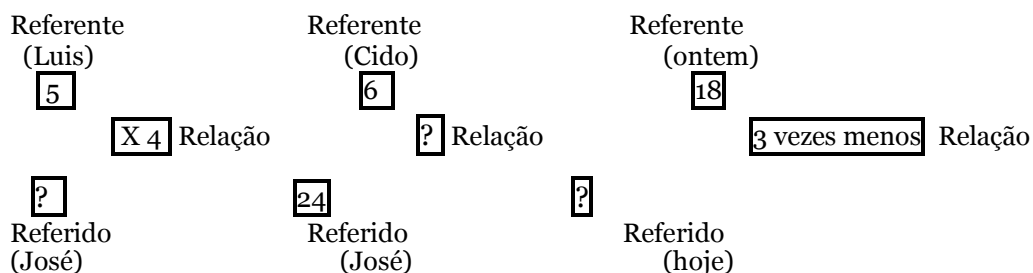 Referente Referente Referente
(Luis) (Cido) (ontem)
5 6 18
X 4 Relação ? Relação 3 vezes menos Relação
? 24 ?
Referido Referido Referido
(José) (José) (hoje)